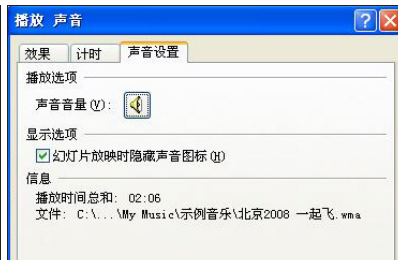 播放 声音
效果 计时 声音设置
播放选项
声音音量(V):
显示选项
幻灯片放映时隐藏声音图标(H)
信息
播放时间总和: 02:06
文件: C:\...\My Music\示例音乐\北京2008 一起飞.wma